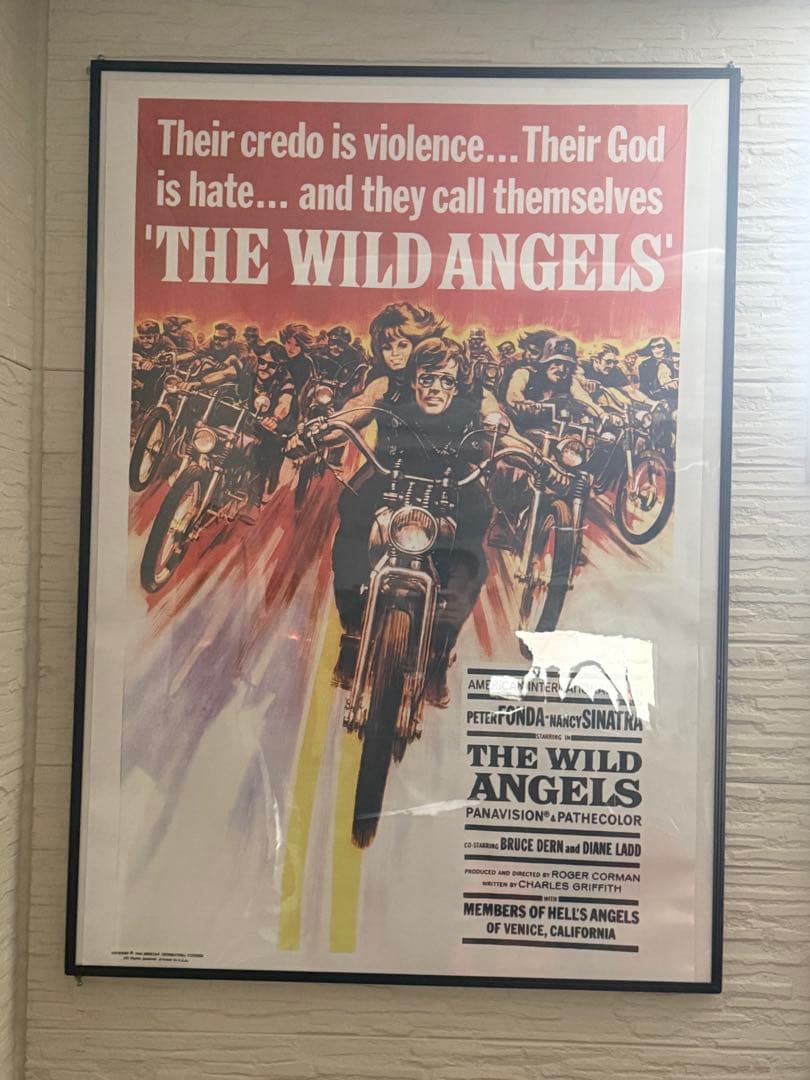 Their credo is violence...Their God
is hate... and they call themselves
'THE WILD ANGELS'
AMERICAN
PETER FONDA·NANCY SINATRA
STARRING IN
THE WILD
ANGELS
PANAVISION® & PATHECOLOR
CO-STARRING BRUCE DERN and DIANE LADD
PRODUCED AND DIRECTED BY ROGER CORMAN
WRITTEN BY CHARLES GRIFFITH
WITH
MEMBERS OF HELL'S ANGELS
OF VENICE, CALIFORNIA